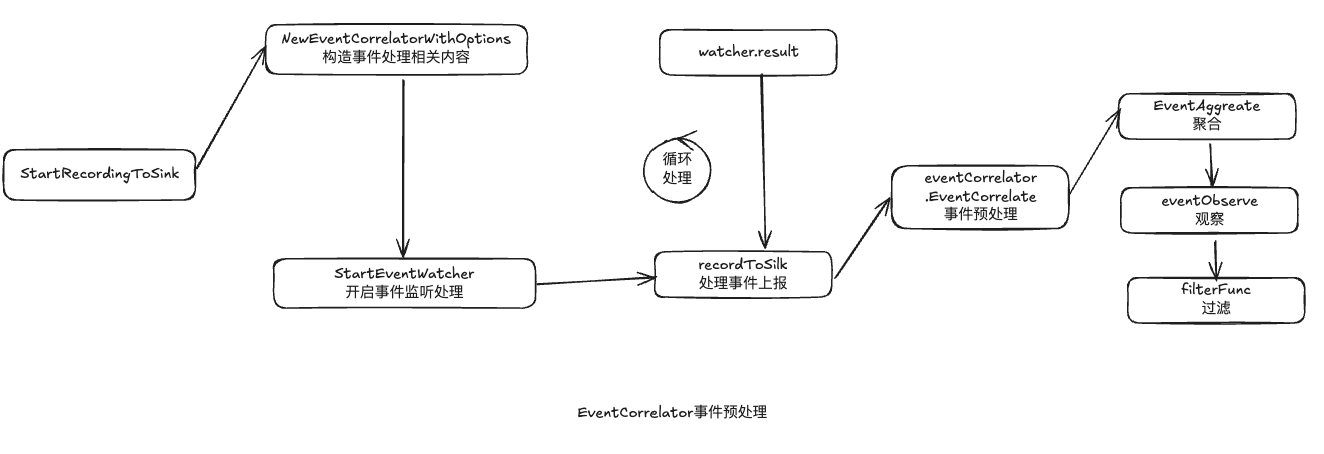 StartRecordingToSink
NewEventCorrelatorWithOptions
构造事件处理相关内容
StartEventWatcher
开启事件监听处理
watcher.result
循环
处理
recordToSilk
处理事件上报
eventCorrelator
.EventCorrelate
事件预处理
EventAggreate
聚合
eventObserve
观察
filterFunc
过滤
EventCorrelator事件预处理